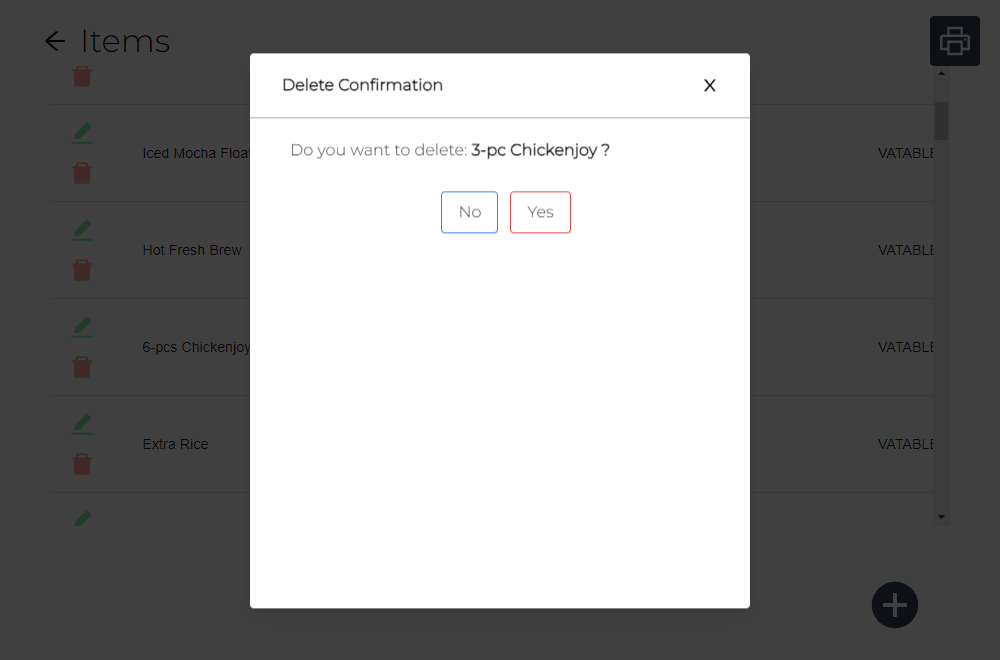 Items
Delete Confirmation
X
Do you want to delete: 3-pc Chickenjoy ?
No
Yes
Iced Mocha Float
VATABLE
Hot Fresh Brew
VATABLE
6-pcs Chickenjoy
VATABLE
Extra Rice
VATABLE